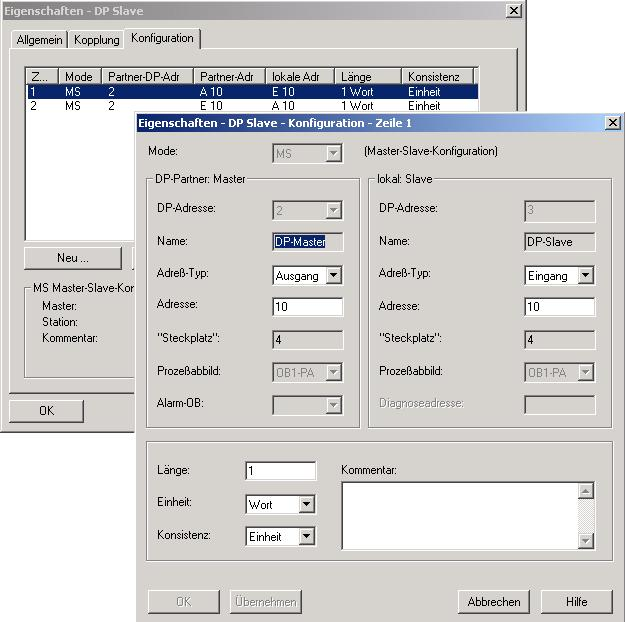 Eigenschaften - DP Slave
Allgemein Kopplung Konfiguration
Z... Mode Partner-DP-Adr Partner-Adr lokale Adr Länge Konsistenz
1 MS 2 A 10 E 10 1 Wort Einheit
2 MS 2 E 10 A 10 1 Wort Einheit
Neu ...
MS Master-Slave-Kon
Master:
Station:
Kommentar:
OK
Eigenschaften - DP Slave - Konfiguration - Zeile 1
Mode: MS (Master-Slave-Konfiguration)
DP-Partner: Master
DP-Adresse: 2
Name: DP-Master
Adreß-Typ: Ausgang
Adresse: 10
"Steckplatz": 4
Prozeßabbild: OB1-PA
Alarm-OB:
lokal: Slave
DP-Adresse: 3
Name: DP-Slave
Adreß-Typ: Eingang
Adresse: 10
"Steckplatz": 4
Prozeßabbild: OB1-PA
Diagnoseadresse:
Länge: 1
Einheit: Wort
Konsistenz: Einheit
Kommentar:
OK Übernehmen Abbrechen Hilfe